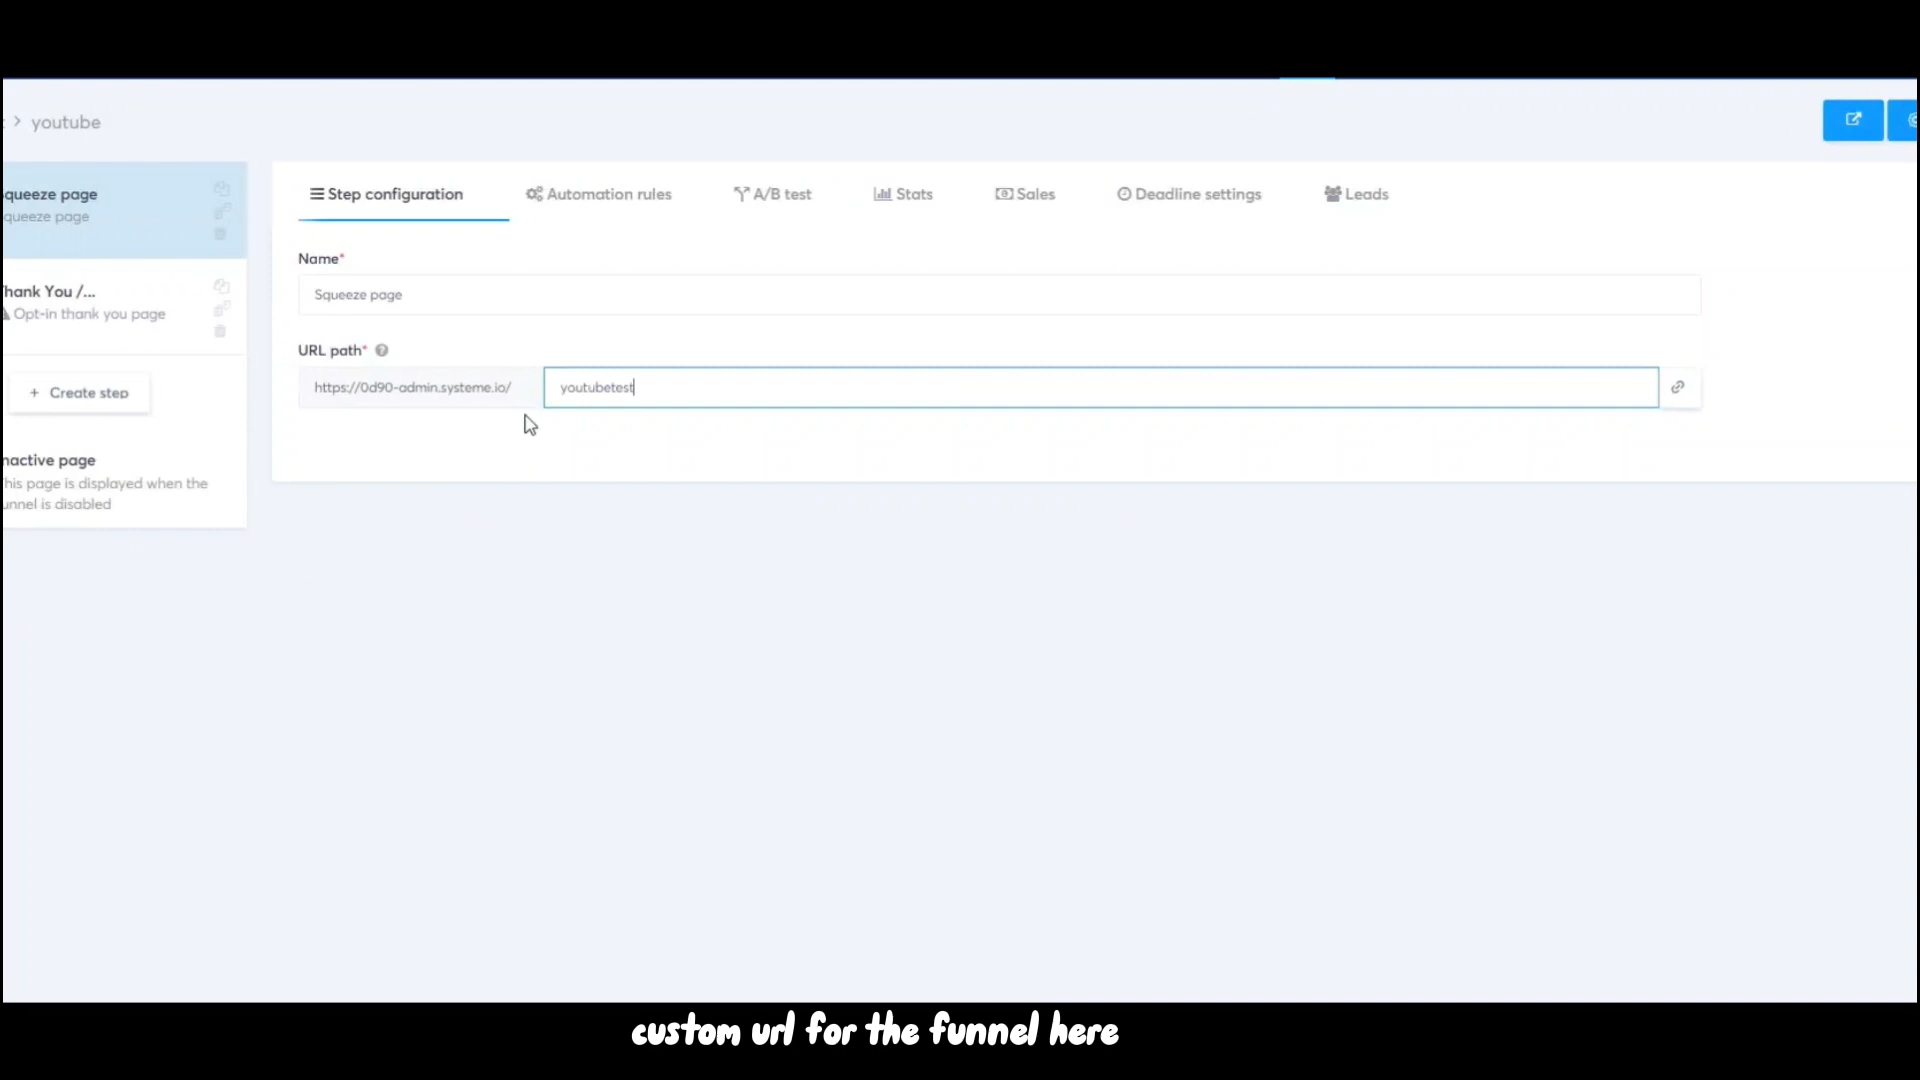 > youtube
queeze page
queeze page
hank You /...
Opt-in thank you page
+ Create step
nactive page
his page is displayed when the
unnel is disabled
Step configuration
Automation rules
A/B test
Stats
Sales
Deadline settings
Leads
Name*
Squeeze page
URL path*
https://0d90-admin.systeme.io/
youtubetest
custom url for the funnel here